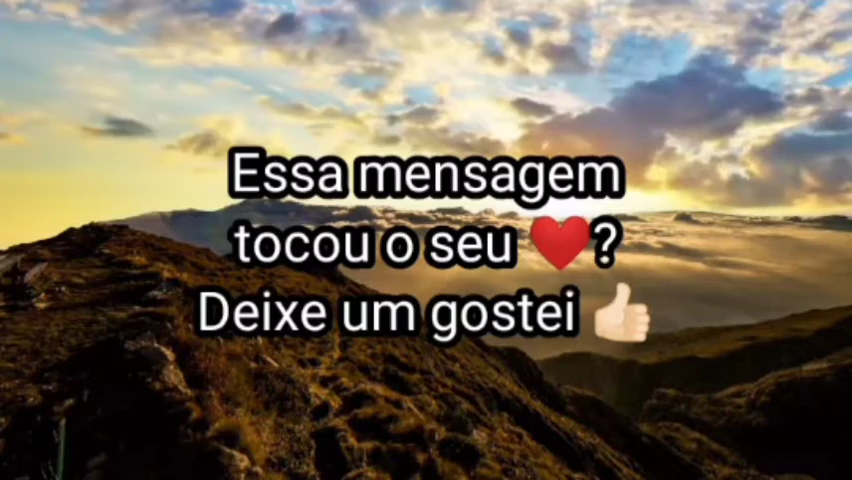 Essa mensagem
tocou o seu ❤️?
Deixe um gostei 👍🏻